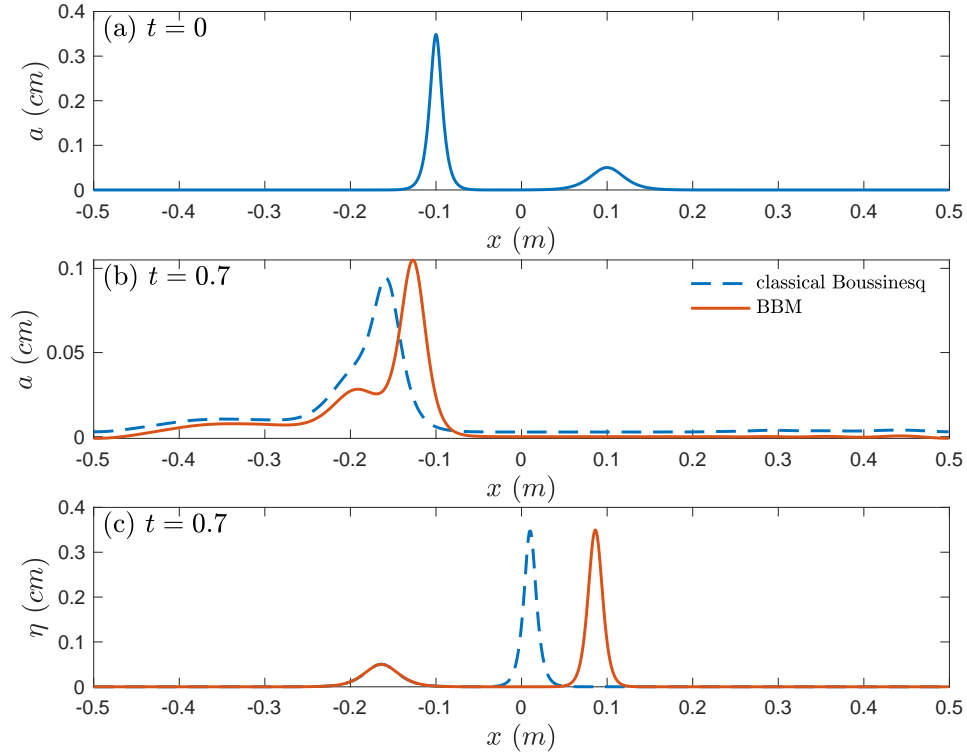 (a) t = 0
0.4
0.3
0.2
0.1
0
a (cm)
-0.5 -0.4 -0.3 -0.2 -0.1 0 0.1 0.2 0.3 0.4 0.5
x (m)
(b) t = 0.7
0.1
0.05
0
a (cm)
classical Boussinesq
BBM
-0.5 -0.4 -0.3 -0.2 -0.1 0 0.1 0.2 0.3 0.4 0.5
x (m)
(c) t = 0.7
0.4
0.3
0.2
0.1
0
η (cm)
-0.5 -0.4 -0.3 -0.2 -0.1 0 0.1 0.2 0.3 0.4 0.5
x (m)